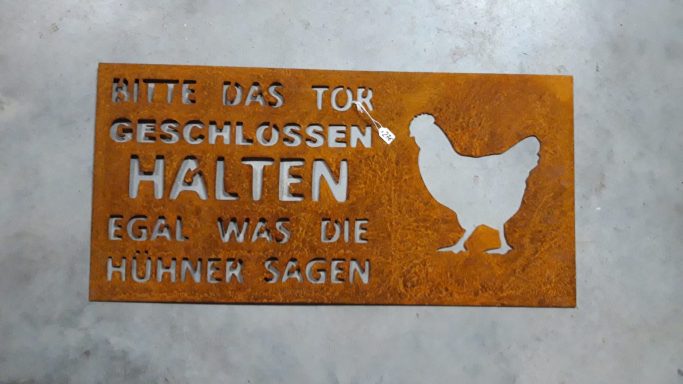 BITTE DAS TOR
GESCHLOSSEN
HALTEN
EGAL WAS DIE
HÜHNER SAGEN